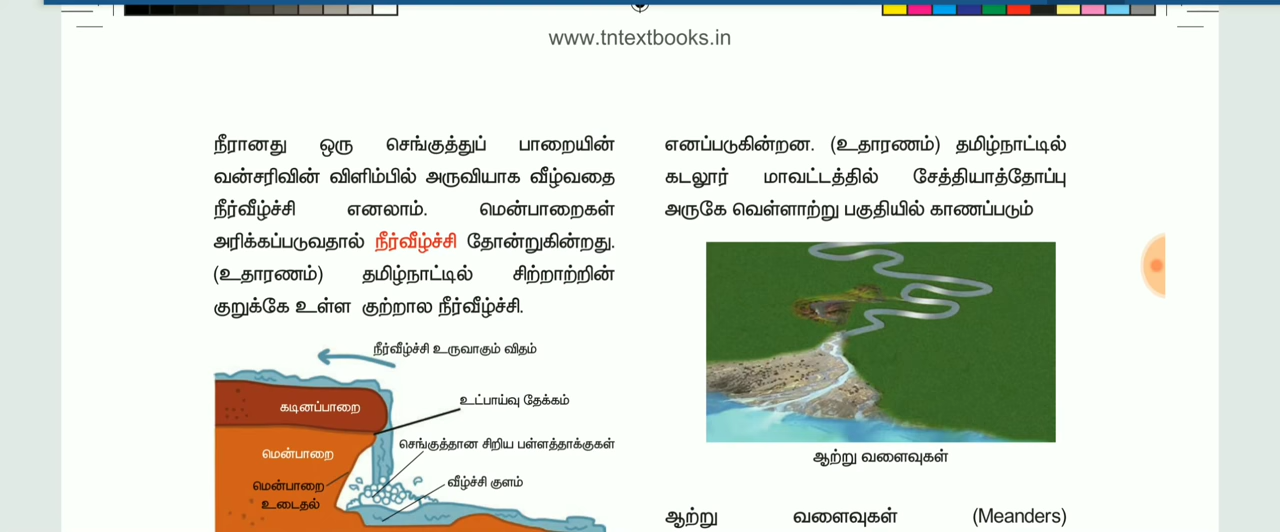 www.tntextbooks.in
நீரானது ஒரு செங்குத்துப் பாறையின்
வன்சரிவின் விளிம்பில் அருவியாக வீழ்வதை
நீர்வீழ்ச்சி எனலாம். மென்பாறைகள்
அரிக்கப்படுவதால் நீர்வீழ்ச்சி தோன்றுகின்றது.
(உதாரணம்) தமிழ்நாட்டில் சிற்றாற்றின்
குறுக்கே உள்ள குற்றால நீர்வீழ்ச்சி.
நீர்வீழ்ச்சி உருவாகும் விதம்
கடினப்பாறை
உட்பாய்வு தேக்கம்
செங்குத்தான சிறிய பள்ளத்தாக்குகள்
மென்பாறை
வீழ்ச்சி குளம்
மென்பாறை
உடைதல்
எனப்படுகின்றன. (உதாரணம்) தமிழ்நாட்டில்
கடலூர் மாவட்டத்தில் சேத்தியாத்தோப்பு
அருகே வெள்ளாற்று பகுதியில் காணப்படும்
ஆற்று வளைவுகள்
ஆற்று வளைவுகள் (Meanders)